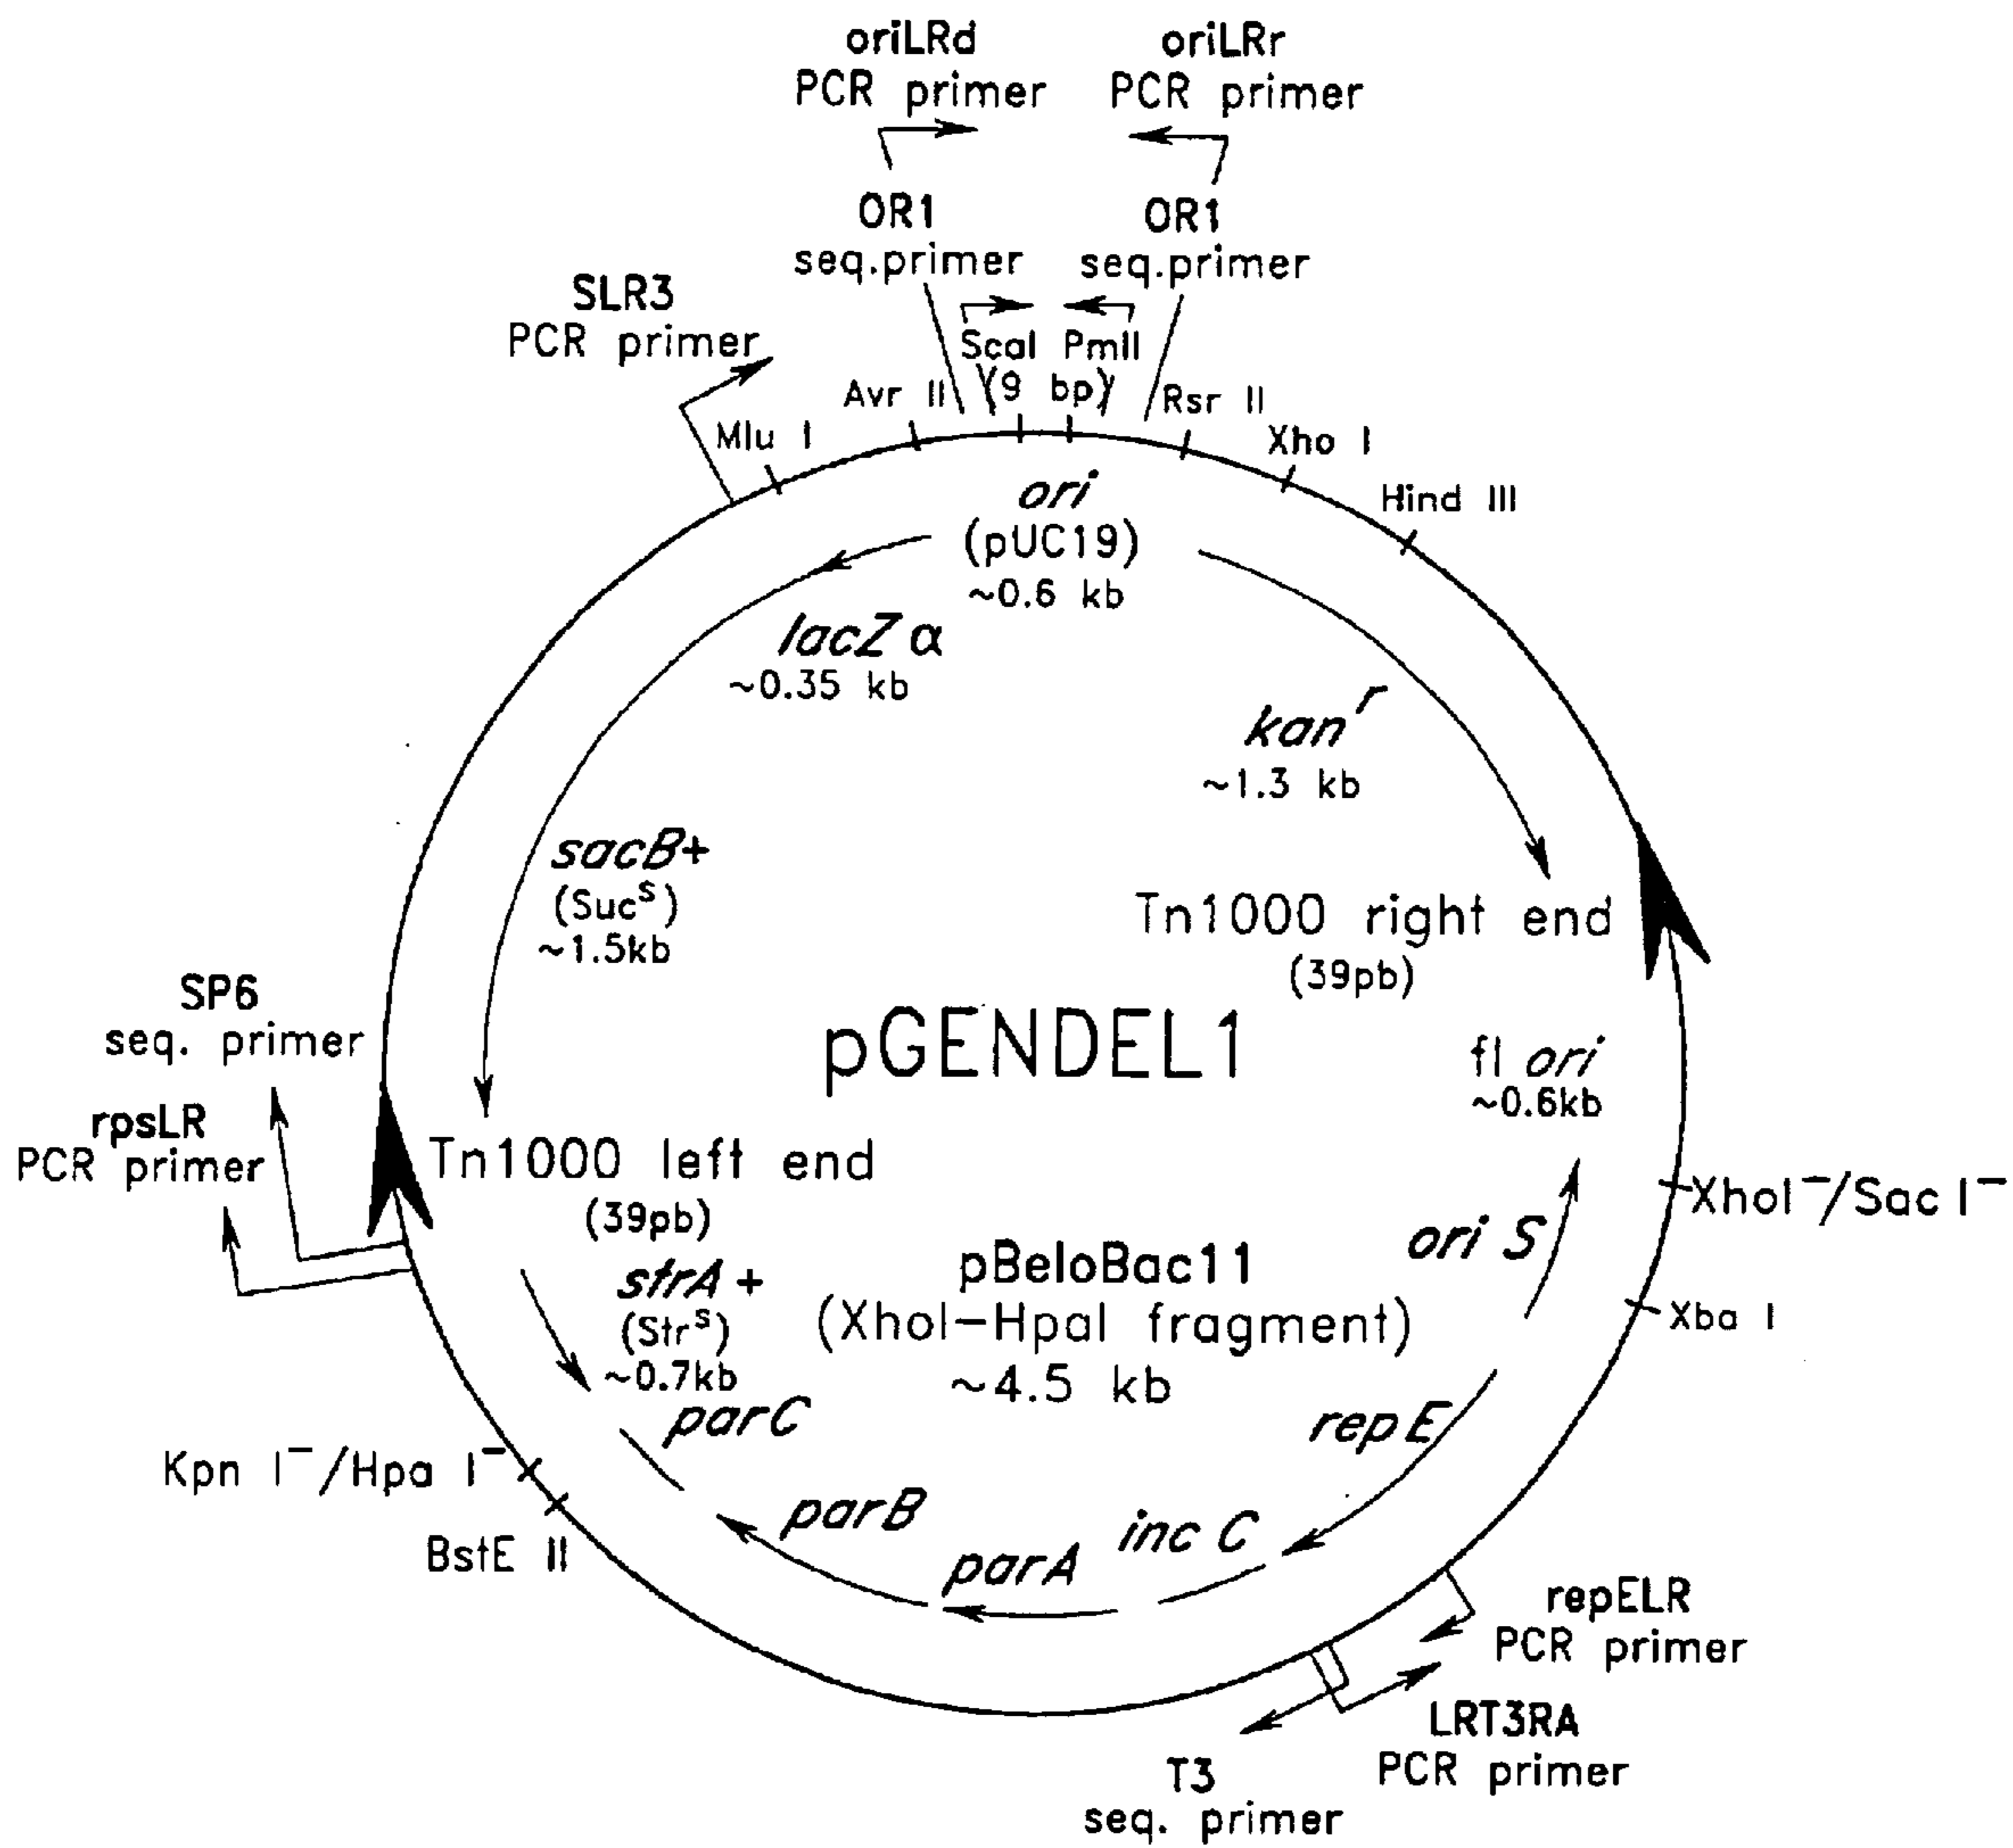 oriLRd
PCR primer
oriLRr
PCR primer
OR1
seq.primer
OR1
seq.primer
SLR3
PCR primer
ScaI PmlI
(9 bp)
Avr II
Rsr II
Mlu I
Xho I
Hind III
ori
(pUC19)
~0.6 kb
lacZ α
~0.35 kb
kan r
~1.3 kb
sacB+
(Suc s)
~1.5kb
Tn1000 right end
(39pb)
SP6
seq. primer
pGENDEL1
fl ori
~0.6kb
rpsLR
PCR primer
Tn1000 left end
(39pb)
XhoI⁻/Sac I⁻
ori S
strA +
(Str s)
~0.7kb
pBeloBac11
(XhoI-HpaI fragment)
~4.5 kb
Xba I
parC
rep E
Kpn I⁻/Hpa I⁻
parB
inc C
BstE II
parA
repELR
PCR primer
LRT3RA
PCR primer
T3
seq. primer